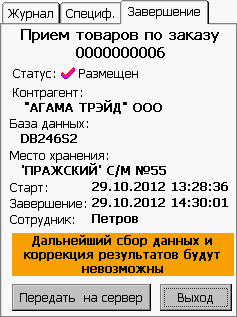 Журнал Специф. Завершение
Прием товаров по заказу
0000000006
Статус: Размещен
Контрагент:
"АГАМА ТРЭЙД" ООО
База данных:
DB246S2
Место хранения:
'ПРАЖСКИЙ' С/М №55
Старт: 29.10.2012 13:28:36
Завершение: 29.10.2012 14:30:01
Сотрудник: Петров
Дальнейший сбор данных и
коррекция результатов будут
невозможны
Передать на сервер Выход